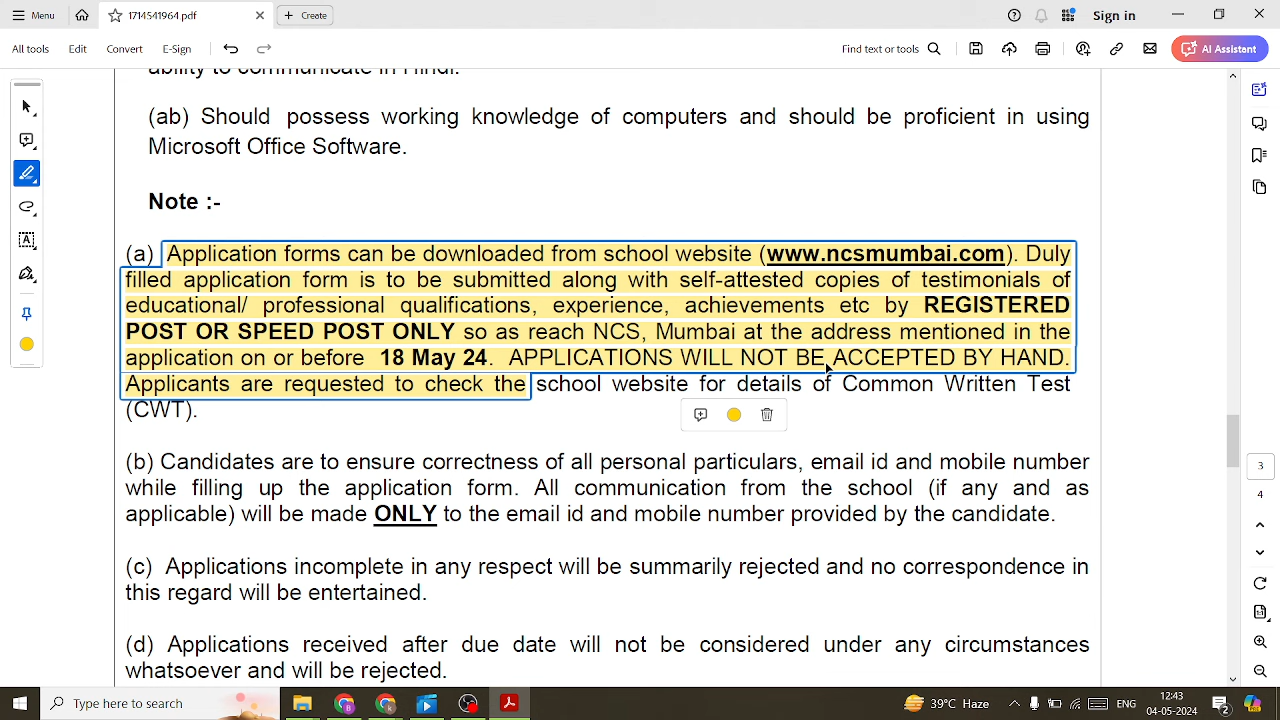 Menu
1714541964 pdf
Create
Sign in
All tools Edit Convert E-Sign
Find text or tools
AI Assistant
(ab) Should possess working knowledge of computers and should be proficient in using
Microsoft Office Software.
Note :-
(a) Application forms can be downloaded from school website (www.ncsmumbai.com). Duly
filled application form is to be submitted along with self-attested copies of testimonials of
educational/ professional qualifications, experience, achievements etc by REGISTERED
POST OR SPEED POST ONLY so as reach NCS, Mumbai at the address mentioned in the
application on or before 18 May 24. APPLICATIONS WILL NOT BE ACCEPTED BY HAND.
Applicants are requested to check the school website for details of Common Written Test
(CWT).
(b) Candidates are to ensure correctness of all personal particulars, email id and mobile number
while filling up the application form. All communication from the school (if any and as
applicable) will be made ONLY to the email id and mobile number provided by the candidate.
(c) Applications incomplete in any respect will be summarily rejected and no correspondence in
this regard will be entertained.
(d) Applications received after due date will not be considered under any circumstances
whatsoever and will be rejected.
3
4
Type here to search
39°C Haze
ENG
12:43
04-05-2024
2